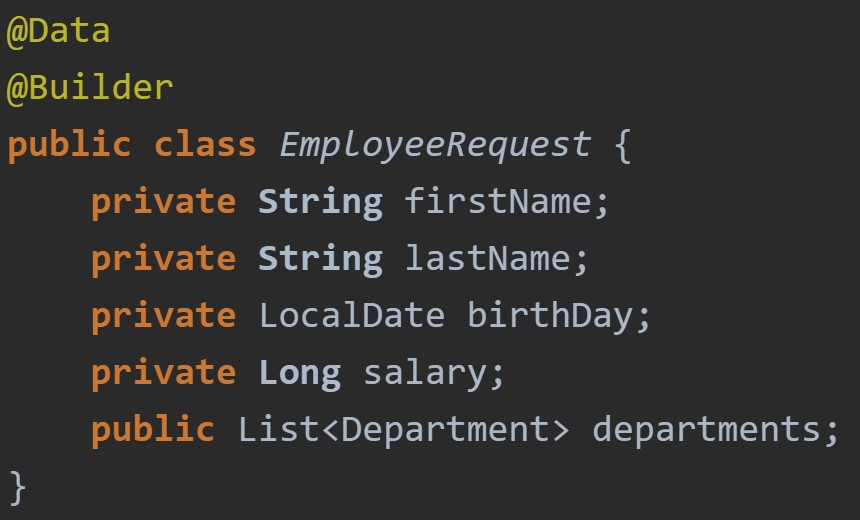 @Data
@Builder
public class EmployeeRequest {
    private String firstName;
    private String lastName;
    private LocalDate birthDay;
    private Long salary;
    public List<Department> departments;
}